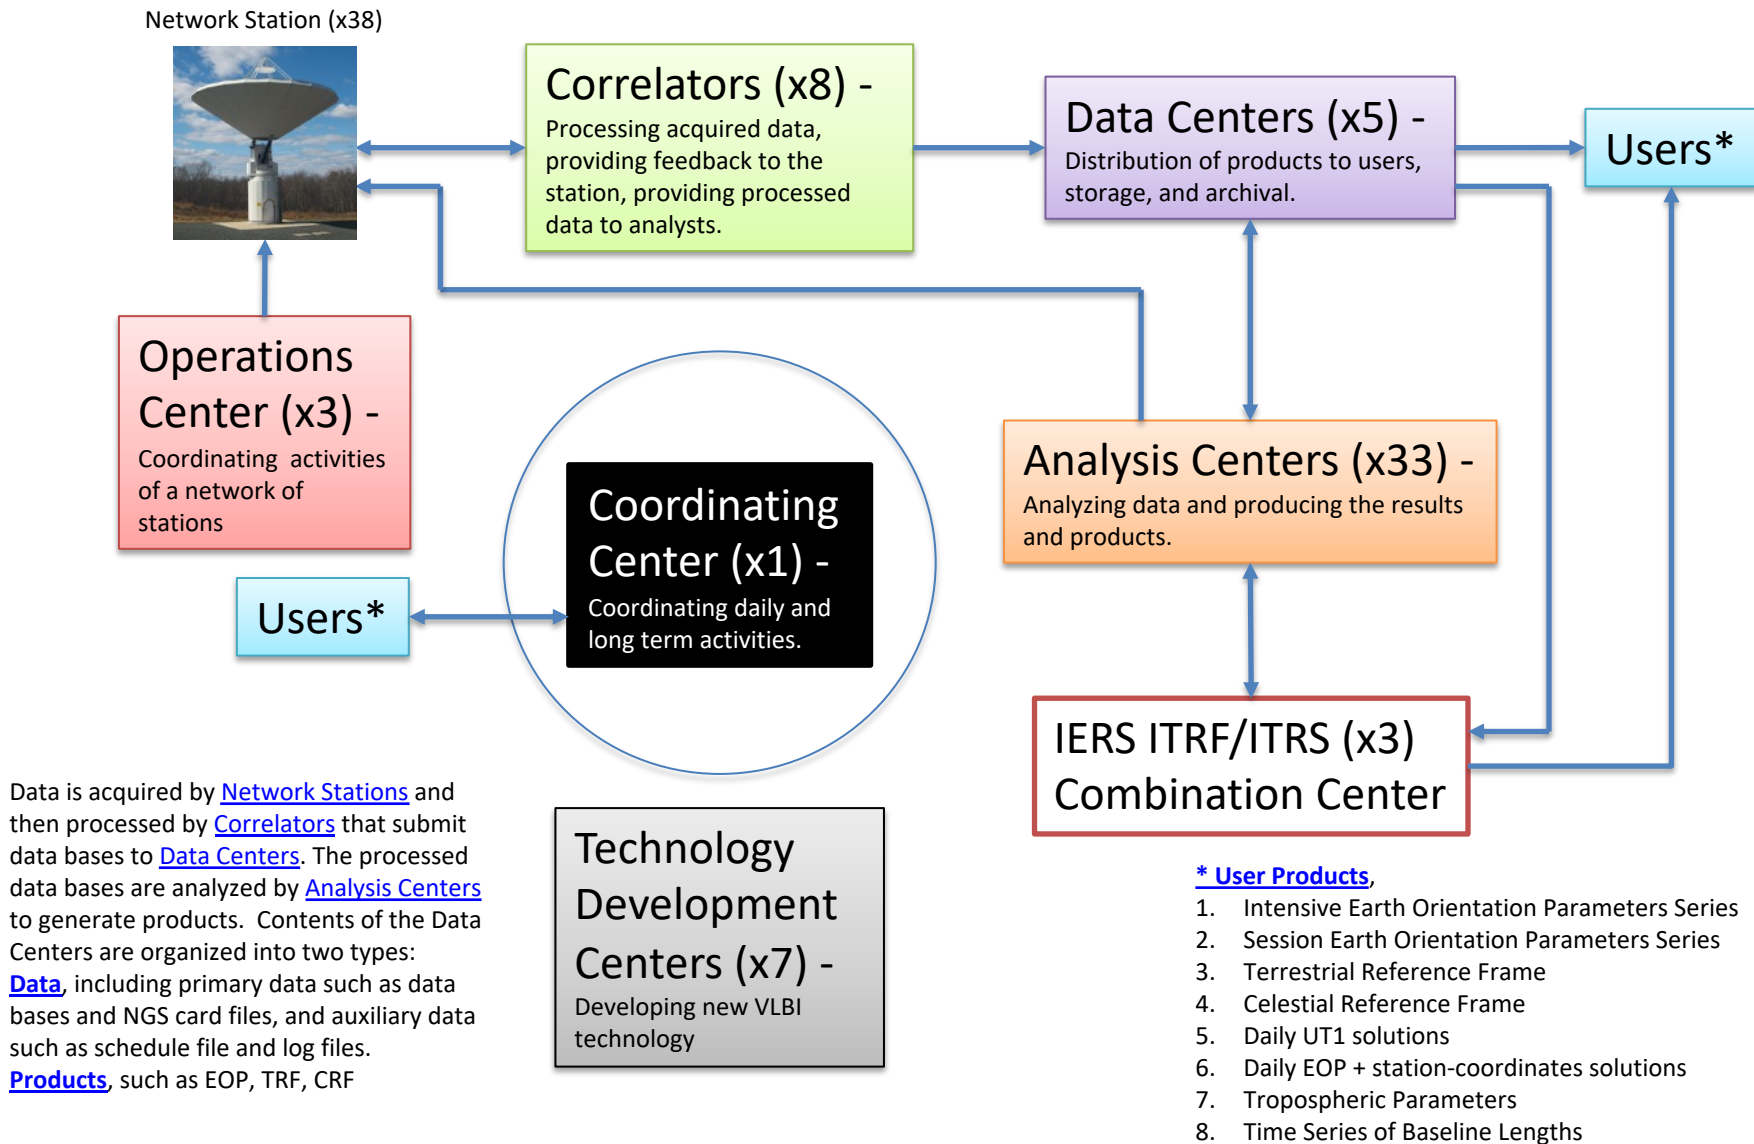 Network Station (x38)
Correlators (x8) -
Processing acquired data,
providing feedback to the
station, providing processed
data to analysts.
Data Centers (x5) -
Distribution of products to users,
storage, and archival.
Users*
Operations
Center (x3) -
Coordinating  activities
of a network of
stations
Coordinating
Center (x1) -
Coordinating daily and
long term activities.
Analysis Centers (x33) -
Analyzing data and producing the results
and products.
Users*
IERS ITRF/ITRS (x3)
Combination Center
Data is acquired by Network Stations and
then processed by Correlators that submit
data bases to Data Centers. The processed
data bases are analyzed by Analysis Centers
to generate products.  Contents of the Data
Centers are organized into two types:
Data, including primary data such as data
bases and NGS card files, and auxiliary data
such as schedule file and log files.
Products, such as EOP, TRF, CRF
Technology
Development
Centers (x7) -
Developing new VLBI
technology
* User Products,
1. Intensive Earth Orientation Parameters Series
2. Session Earth Orientation Parameters Series
3. Terrestrial Reference Frame
4. Celestial Reference Frame
5. Daily UT1 solutions
6. Daily EOP + station-coordinates solutions
7. Tropospheric Parameters
8. Time Series of Baseline Lengths